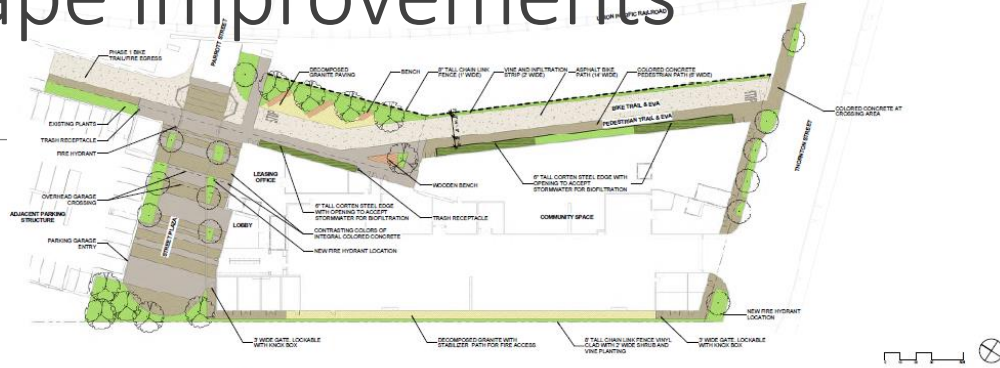 ape Improvements
UNION PACIFIC RAILROAD
PARROTT STREET
PHASE 1 BIKE
TRAIL/FIRE EGRESS
DECOMPOSED
GRANITE PAVING
BENCH
8" TALL CHAIN LINK
FENCE (1' WIDE)
VINE AND INFILTRATION
STRIP (2' WIDE)
ASPHALT BIKE
PATH (14' WIDE)
COLORED CONCRETE
PEDESTRIAN PATH (6' WIDE)
BIKE TRAIL & EVA
PEDESTRIAN TRAIL & EVA
COLORED CONCRETE AT
CROSSING AREA
THORNTON STREET
EXISTING PLANTS
TRASH RECEPTACLE
FIRE HYDRANT
OVERHEAD GARAGE
CROSSING
ADJACENT PARKING
STRUCTURE
PARKING GARAGE
ENTRY
STREET PLAZA
LEASING
OFFICE
LOBBY
WOODEN BENCH
6" TALL CORTEN STEEL EDGE
WITH OPENING TO ACCEPT
STORMWATER FOR BIOFILTRATION
6" TALL CORTEN STEEL EDGE
WITH OPENING TO ACCEPT
STORMWATER FOR BIOFILTRATION
TRASH RECEPTACLE
COMMUNITY SPACE
CONTRASTING COLORS OF
INTEGRAL COLORED CONCRETE
NEW FIRE HYDRANT LOCATION
NEW FIRE HYDRANT
LOCATION
3' WIDE GATE, LOCKABLE
WITH KNOX BOX
DECOMPOSED GRANITE WITH
STABILIZER PATH FOR FIRE ACCESS
6' TALL CHAIN LINK FENCE VINYL
CLAD WITH 2' WIDE SHRUB AND
VINE PLANTING
3' WIDE GATE, LOCKABLE
WITH KNOX BOX